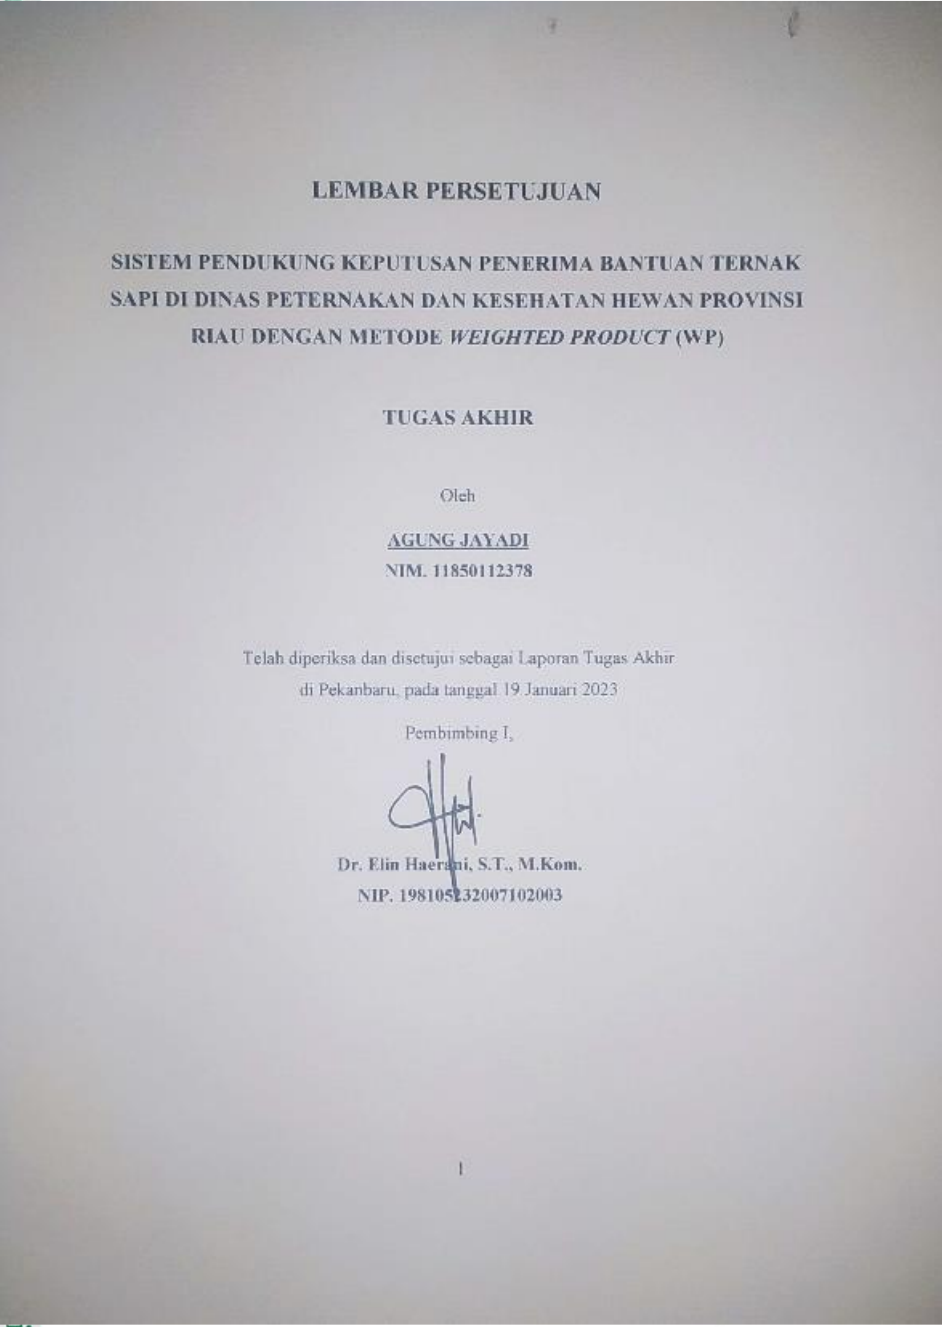 LEMBAR PERSETUJUAN
SISTEM PENDUKUNG KEPUTUSAN PENERIMA BANTUAN TERNAK
SAPI DI DINAS PETERNAKAN DAN KESEHATAN HEWAN PROVINSI
RIAU DENGAN METODE WEIGHTED PRODUCT (WP)
TUGAS AKHIR
Oleh
AGUNG JAYADI
NIM. 11850112378
Telah diperiksa dan disetujui sebagai Laporan Tugas Akhir
di Pekanbaru, pada tanggal 19 Januari 2023
Pembimbing I,
Dr. Elin Haerani, S.T., M.Kom.
NIP. 198105232007102003
I